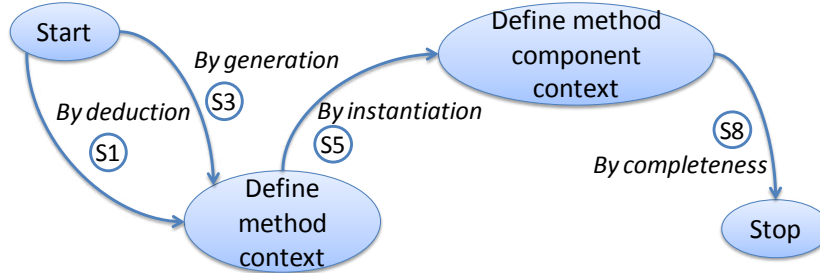 Start
Define method
component
context
By generation
S3
By deduction
S1
By instantiation
S5
S8
By completeness
Define
method
context
Stop